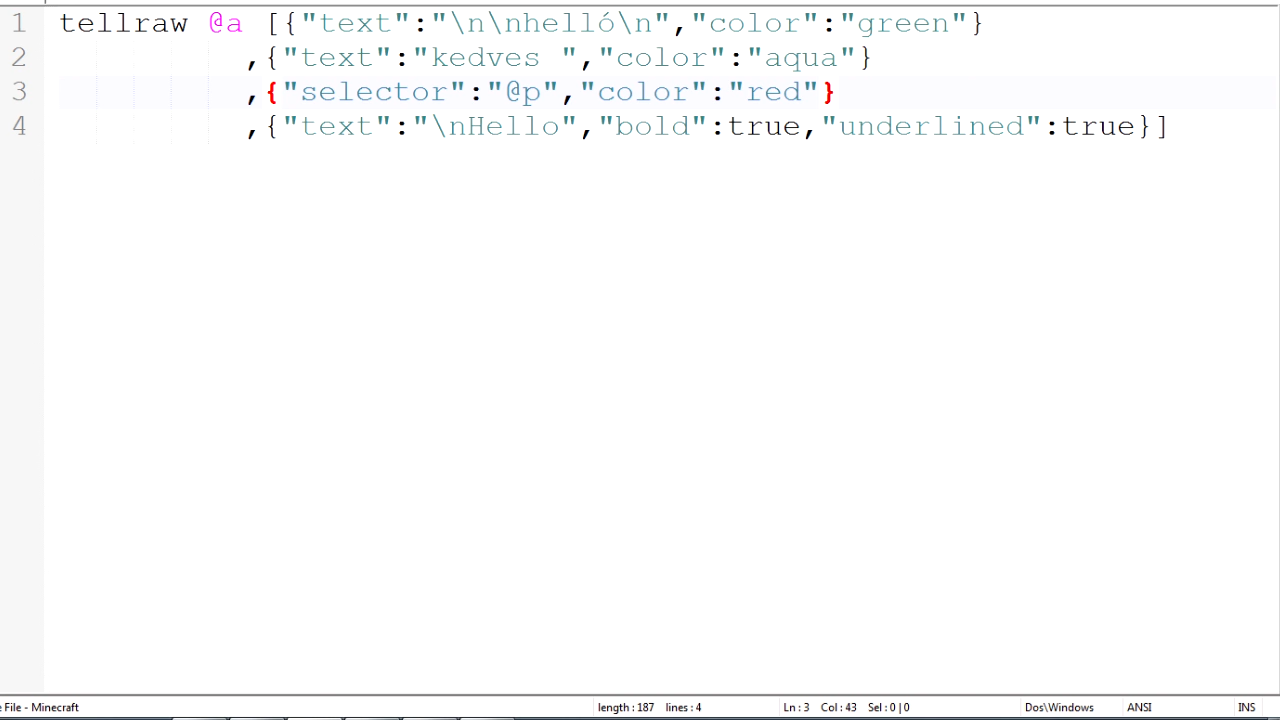 1 tellraw @a [{"text":"\n\nhelló\n","color":"green"}
2 ,{"text":"kedves ","color":"aqua"}
3 ,{"selector":"@p","color":"red"}
4 ,{"text":"\nHello","bold":true,"underlined":true}]
File - Minecraft length : 187 lines : 4 Ln : 3 Col : 43 Sel : 0 | 0 Dos\Windows ANSI INS